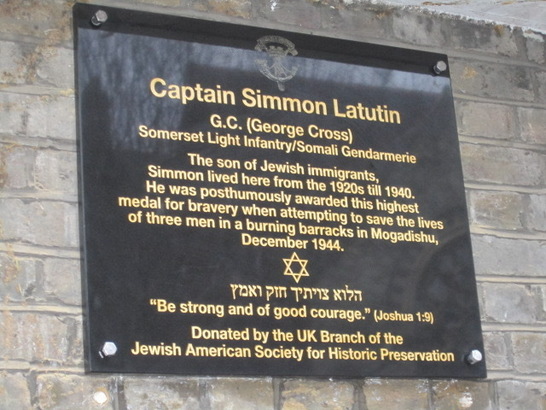 Captain Simmon Latutin
G.C. (George Cross)
Somerset Light Infantry/Somali Gendarmerie
The son of Jewish immigrants,
Simmon lived here from the 1920s till 1940.
He was posthumously awarded this highest
medal for bravery when attempting to save the lives
of three men in a burning barracks in Mogadishu,
December 1944.
הלוא צויתיך חזק ואמץ
"Be strong and of good courage." (Joshua 1:9)
Donated by the UK Branch of the
Jewish American Society for Historic Preservation